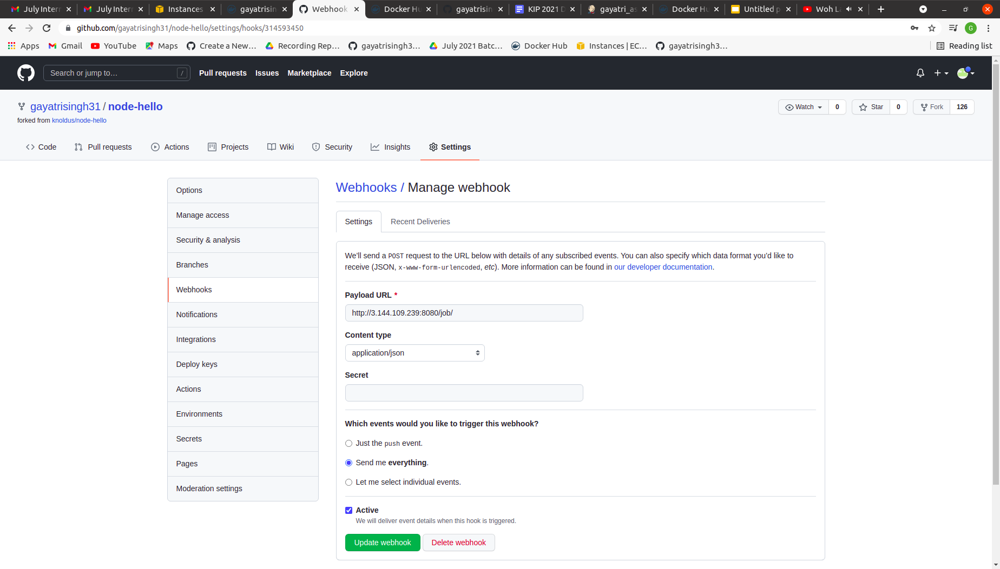 July Intern
July Intern
Instances
gayatrisin
Webhook
Docker Hu
gayatrisin
KIP 2021 D
gayatri_as
Docker Hu
Untitled p
Woh La
github.com/gayatrisingh31/node-hello/settings/hooks/314593450
G
Apps
Gmail
YouTube
Maps
Create a New…
Recording Rep…
gayatrisingh3…
July 2021 Batc…
Docker Hub
Instances | EC…
gayatrisingh3…
Reading list
Search or jump to…
/
Pull requests
Issues
Marketplace
Explore
gayatrisingh31 / node-hello
forked from knoldus/node-hello
Watch
0
Star
0
Fork
126
Code
Pull requests
Actions
Projects
Wiki
Security
Insights
Settings
Options
Manage access
Security & analysis
Branches
Webhooks
Notifications
Integrations
Deploy keys
Actions
Environments
Secrets
Pages
Moderation settings
Webhooks / Manage webhook
Settings
Recent Deliveries
We’ll send a POST request to the URL below with details of any subscribed events. You can also specify which data format you’d like to
receive (JSON, x-www-form-urlencoded, etc). More information can be found in our developer documentation.
Payload URL *
http://3.144.109.239:8080/job/
Content type
application/json
Secret
Which events would you like to trigger this webhook?
Just the push event.
Send me everything.
Let me select individual events.
Active
We will deliver event details when this hook is triggered.
Update webhook
Delete webhook